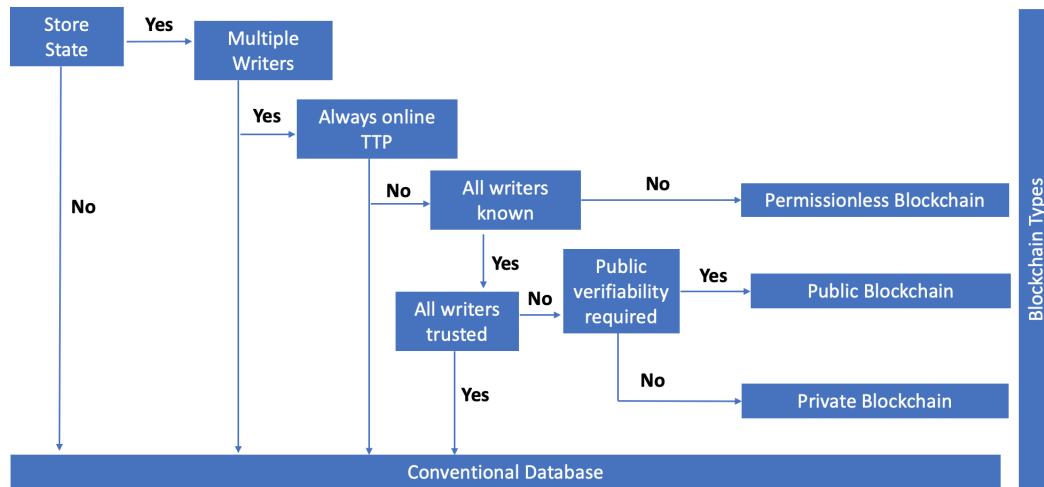 Store
State
Yes
Multiple
Writers
Yes
Always online
TTP
No
No
All writers
known
No
Permissionless Blockchain
Yes
All writers
trusted
No
Public
verifiability
required
Yes
Public Blockchain
Yes
No
Private Blockchain
Conventional Database
Blockchain Types